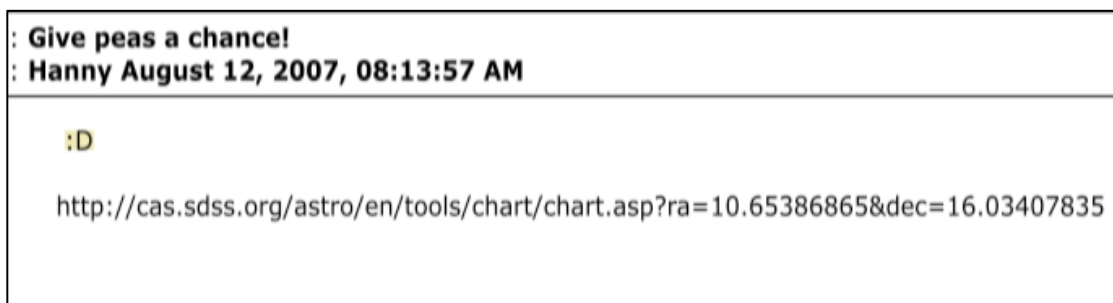 : Give peas a chance!
: Hanny August 12, 2007, 08:13:57 AM
:D
http://cas.sdss.org/astro/en/tools/chart/chart.asp?ra=10.65386865&dec=16.03407835